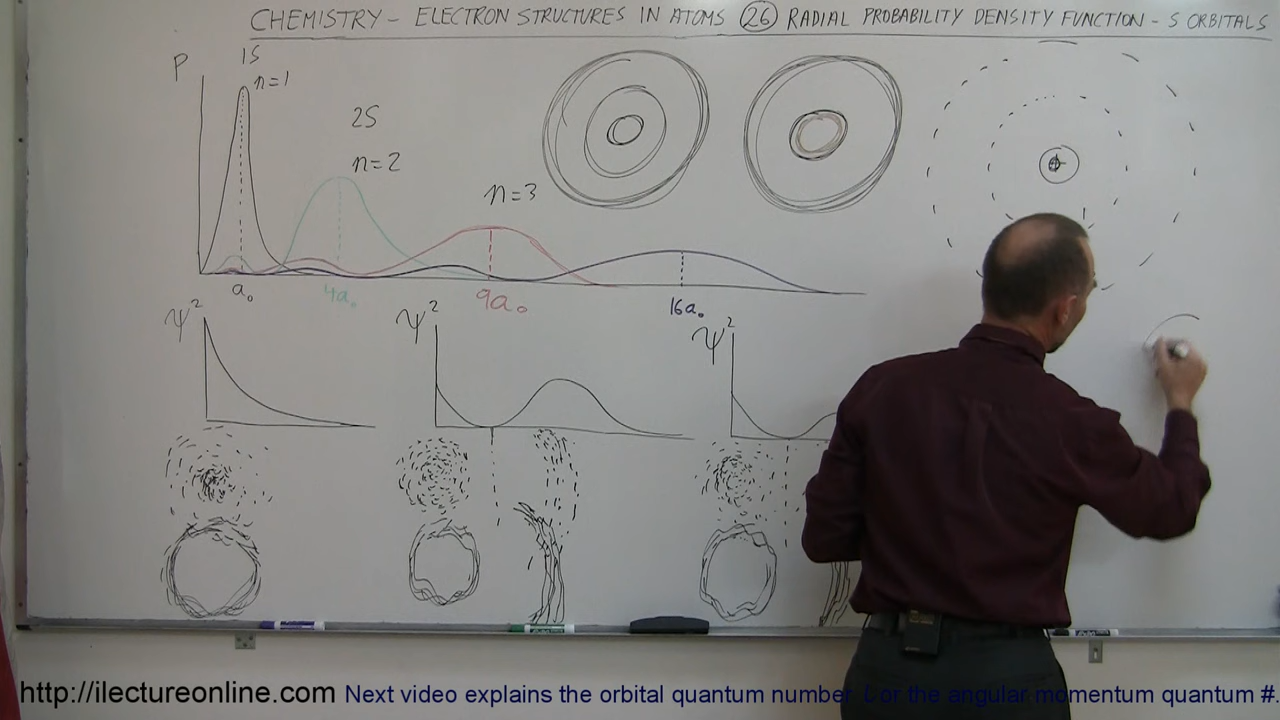 CHEMISTRY - ELECTRON STRUCTURES IN ATOMS 26 RADIAL PROBABILITY DENSITY FUNCTION - S ORBITALS
P
1S
n=1
2S
n=2
n=3
a₀
4a₀
9a₀
16a₀
ψ²
ψ²
ψ²
http://ilectureonline.com Next video explains the orbital quantum number ℓ or the angular momentum quantum #.